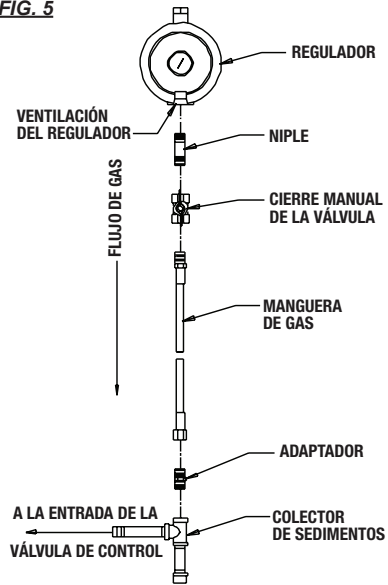 FIG. 5
REGULADOR
VENTILACIÓN
DEL REGULADOR
NIPLE
FLUJO DE GAS
CIERRE MANUAL
DE LA VÁLVULA
MANGUERA
DE GAS
ADAPTADOR
A LA ENTRADA DE LA
VÁLVULA DE CONTROL
COLECTOR
DE SEDIMENTOS